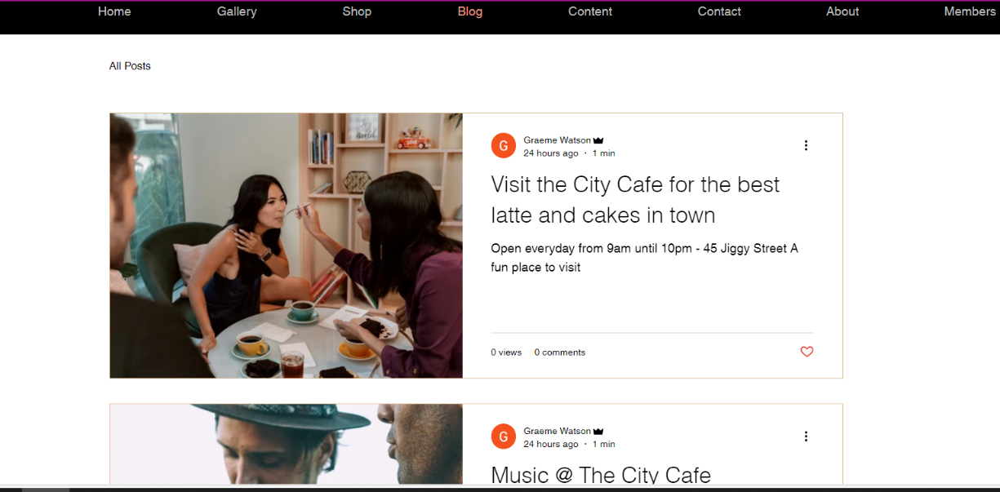 Home Gallery Shop Blog Content Contact About Members
All Posts
G
Graeme Watson
24 hours ago · 1 min
Visit the City Cafe for the best
latte and cakes in town
Open everyday from 9am until 10pm - 45 Jiggy Street A
fun place to visit
0 views 0 comments
G
Graeme Watson
24 hours ago · 1 min
Music @ The City Cafe